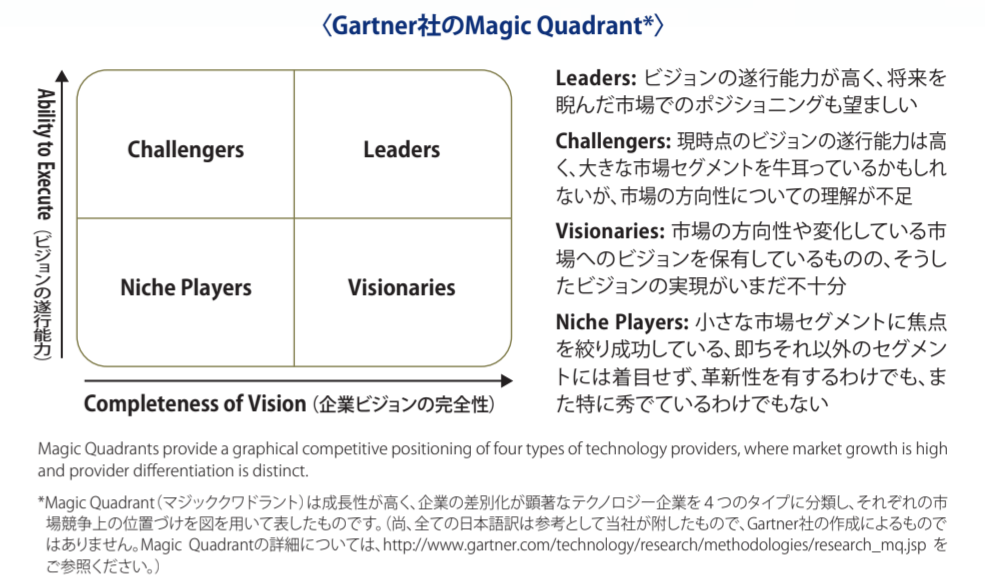 〈Gartner社のMagic Quadrant*〉
Ability to Execute（ビジョンの遂行能力）
Challengers
Leaders
Niche Players
Visionaries
Completeness of Vision（企業ビジョンの完全性）
Leaders: ビジョンの遂行能力が高く、将来を
睨んだ市場でのポジショニングも望ましい
Challengers: 現時点のビジョンの遂行能力は高
く、大きな市場セグメントを牛耳っているかもしれ
ないが、市場の方向性についての理解が不足
Visionaries: 市場の方向性や変化している市
場へのビジョンを保有しているものの、そうし
たビジョンの実現がいまだ不十分
Niche Players: 小さな市場セグメントに焦点
を絞り成功している、即ちそれ以外のセグメン
トには着目せず、革新性を有するわけでも、ま
た特に秀でているわけでもない
Magic Quadrants provide a graphical competitive positioning of four types of technology providers, where market growth is high
and provider differentiation is distinct.
*Magic Quadrant（マジッククワドラント）は成長性が高く、企業の差別化が顕著なテクノロジー企業を４つのタイプに分類し、それぞれの市
場競争上の位置づけを図を用いて表したものです。（尚、全ての日本語訳は参考として当社が附したもので、Gartner社の作成によるもので
はありません。Magic Quadrantの詳細については、http://www.gartner.com/technology/research/methodologies/research_mq.jsp を
ご参照ください。）